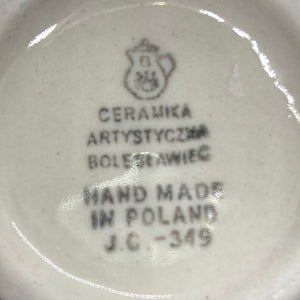 CERAMIKA
ARTYSTYCZNA
BOLESŁAWIEC
HAND MADE
IN POLAND
J.C. -349